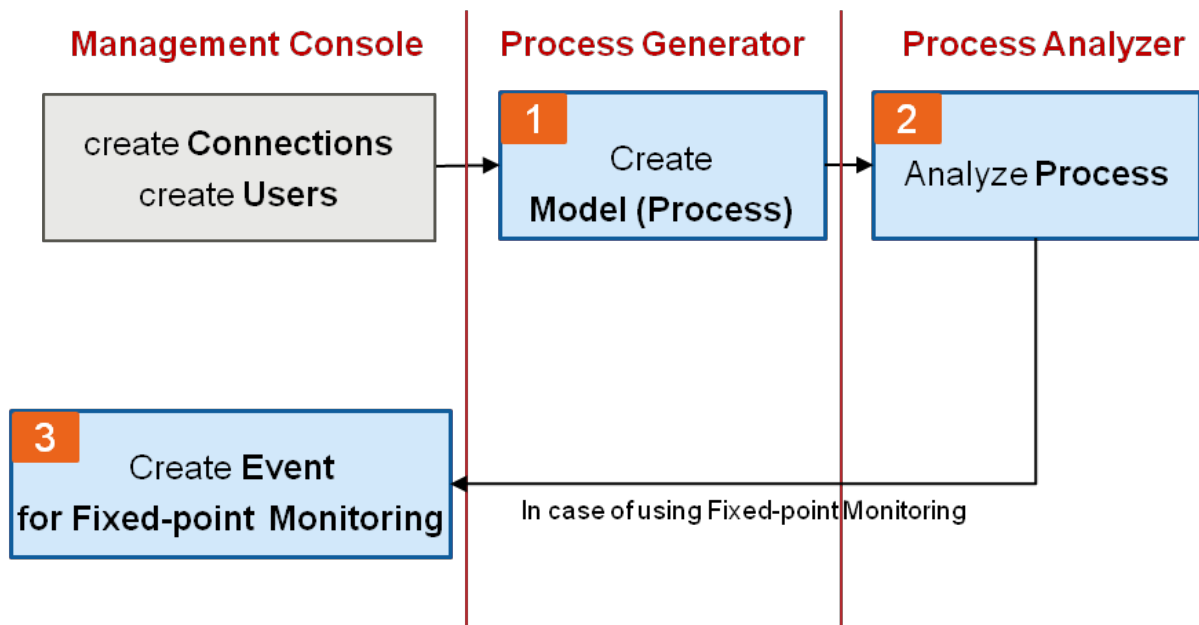 Management Console
Process Generator
Process Analyzer
create Connections
create Users
1
Create
Model (Process)
2
Analyze Process
3
Create Event
for Fixed-point Monitoring
In case of using Fixed-point Monitoring